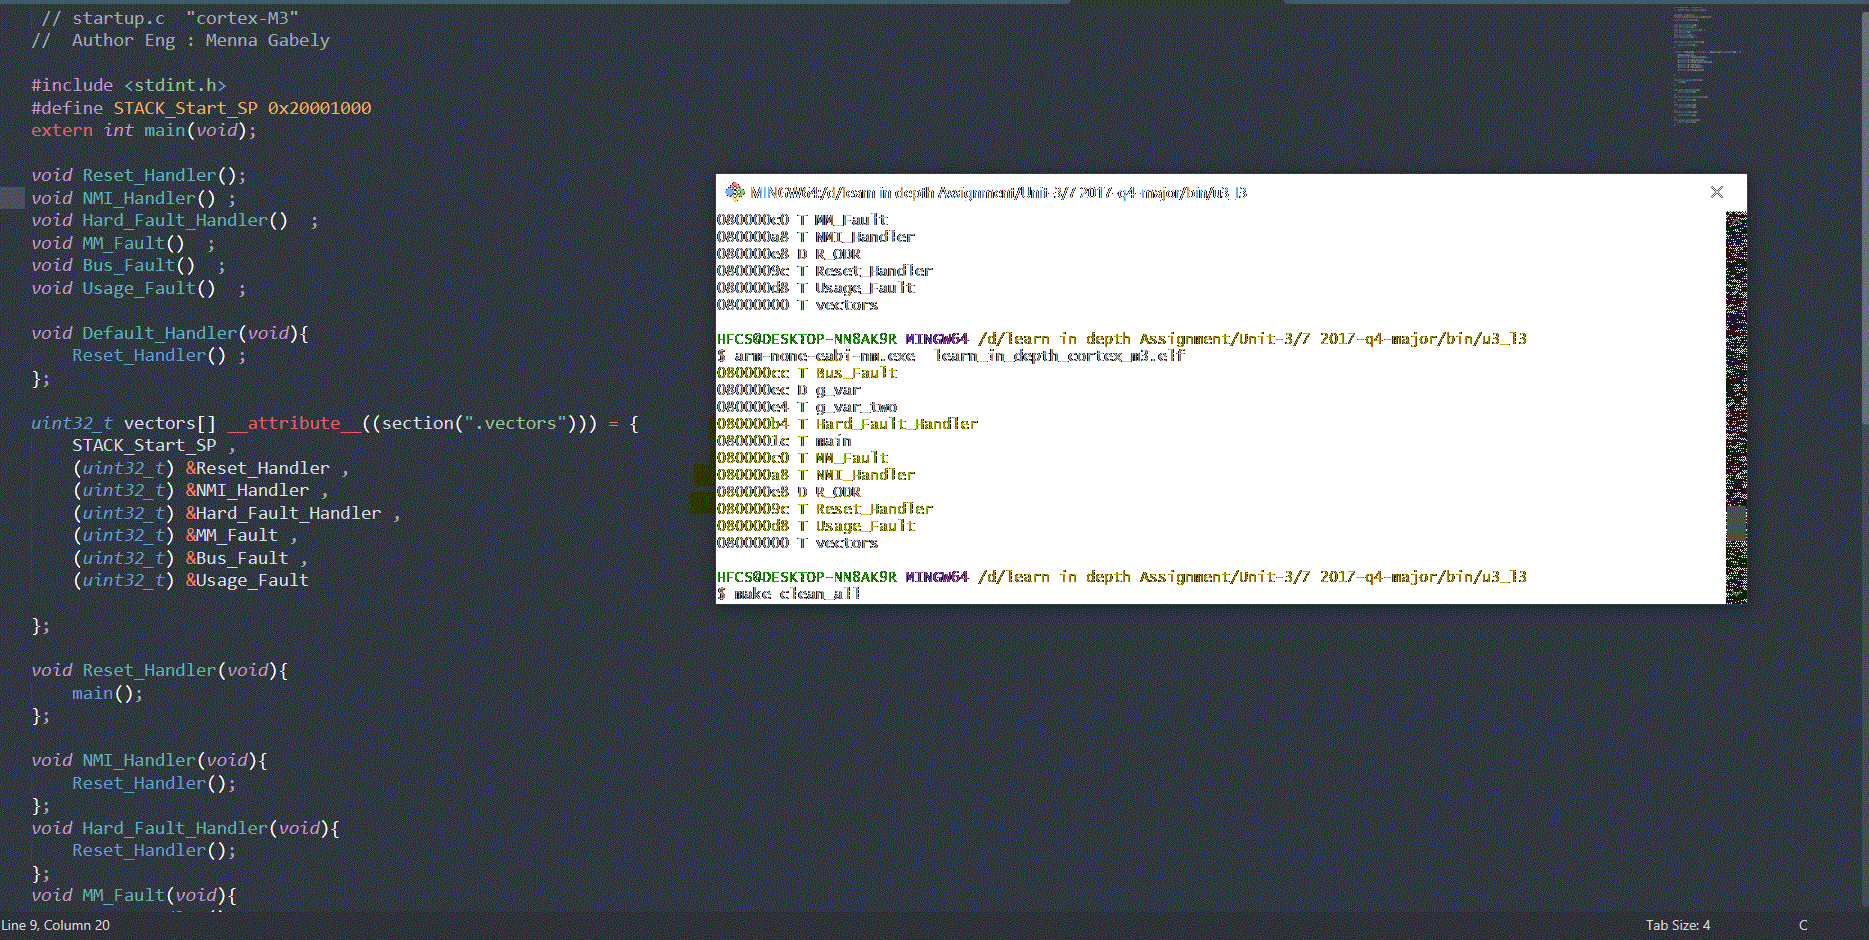 // startup.c "cortex-M3"
// Author Eng : Menna Gabely
#include <stdint.h>
#define STACK_Start_SP 0x20001000
extern int main(void);
void Reset_Handler();
void NMI_Handler() ;
void Hard_Fault_Handler() ;
void MM_Fault() ;
void Bus_Fault() ;
void Usage_Fault() ;
void Default_Handler(void){
Reset_Handler() ;
};
uint32_t vectors[] __attribute__((section(".vectors"))) = {
STACK_Start_SP ,
(uint32_t) &Reset_Handler ,
(uint32_t) &NMI_Handler ,
(uint32_t) &Hard_Fault_Handler ,
(uint32_t) &MM_Fault ,
(uint32_t) &Bus_Fault ,
(uint32_t) &Usage_Fault
};
void Reset_Handler(void){
main();
};
void NMI_Handler(void){
Reset_Handler();
};
void Hard_Fault_Handler(void){
Reset_Handler();
};
void MM_Fault(void){
Line 9, Column 20
Tab Size: 4
C
MINGW64:/d/learn in depth Assignment/Unit-3/7 2017-q4-major/bin/u3_l3
080000c0 T MM_Fault
080000a8 T NMI_Handler
080000e8 D R_ODR
0800009c T Reset_Handler
080000d8 T Usage_Fault
08000000 T vectors
HFCS@DESKTOP-NN8AK9R MINGW64 /d/learn in depth Assignment/Unit-3/7 2017-q4-major/bin/u3_l3
$ arm-none-eabi-nm.exe learn_in_depth_cortex_m3.elf
080000cc T Bus_Fault
080000ec D g_var
080000e4 T g_var_two
080000b4 T Hard_Fault_Handler
0800001c T main
080000c0 T MM_Fault
080000a8 T NMI_Handler
080000e8 D R_ODR
0800009c T Reset_Handler
080000d8 T Usage_Fault
08000000 T vectors
HFCS@DESKTOP-NN8AK9R MINGW64 /d/learn in depth Assignment/Unit-3/7 2017-q4-major/bin/u3_l3
$ make clean_all